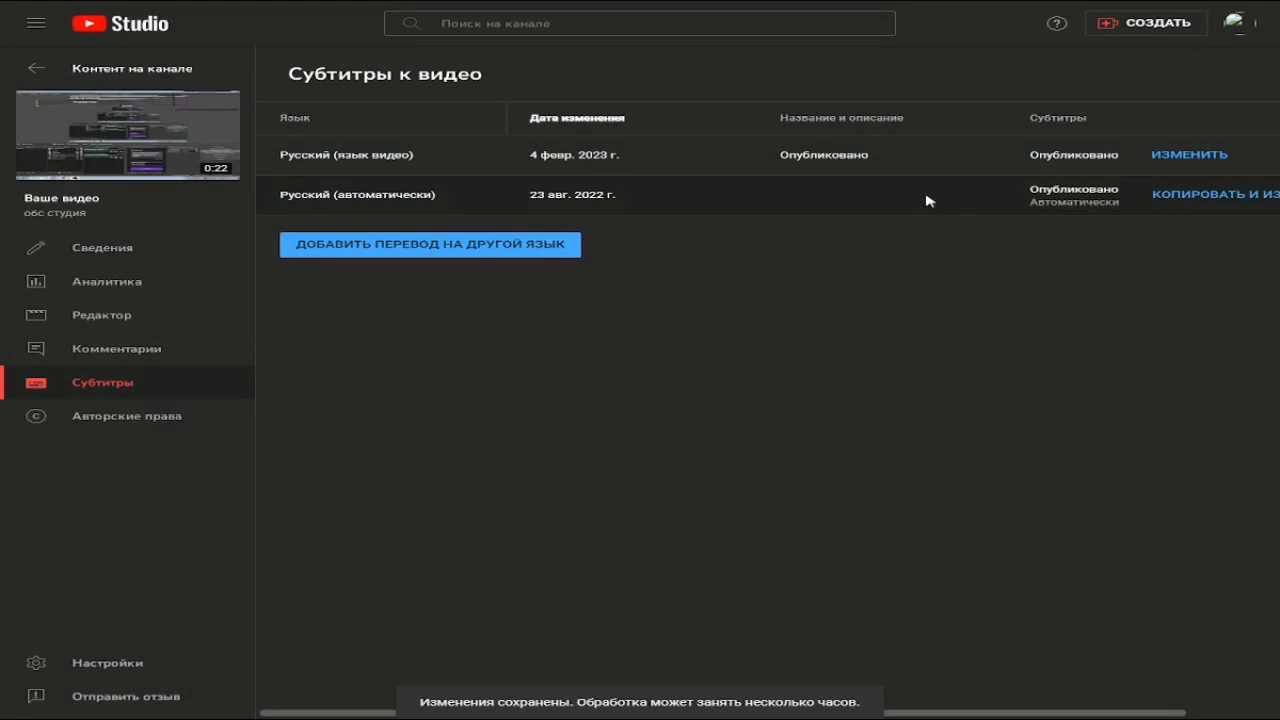 Studio
Поиск на канале
СОЗДАТЬ
Контент на канале
0:22
Ваше видео
обс студия
Сведения
Аналитика
Редактор
Комментарии
Субтитры
Авторские права
Настройки
Отправить отзыв
Субтитры к видео
Язык Дата изменения Название и описание Субтитры
Русский (язык видео) 4 февр. 2023 г. Опубликовано Опубликовано ИЗМЕНИТЬ
Русский (автоматически) 23 авг. 2022 г. Опубликовано КОПИРОВАТЬ И ИЗ
Автоматически
ДОБАВИТЬ ПЕРЕВОД НА ДРУГОЙ ЯЗЫК
Изменения сохранены. Обработка может занять несколько часов.